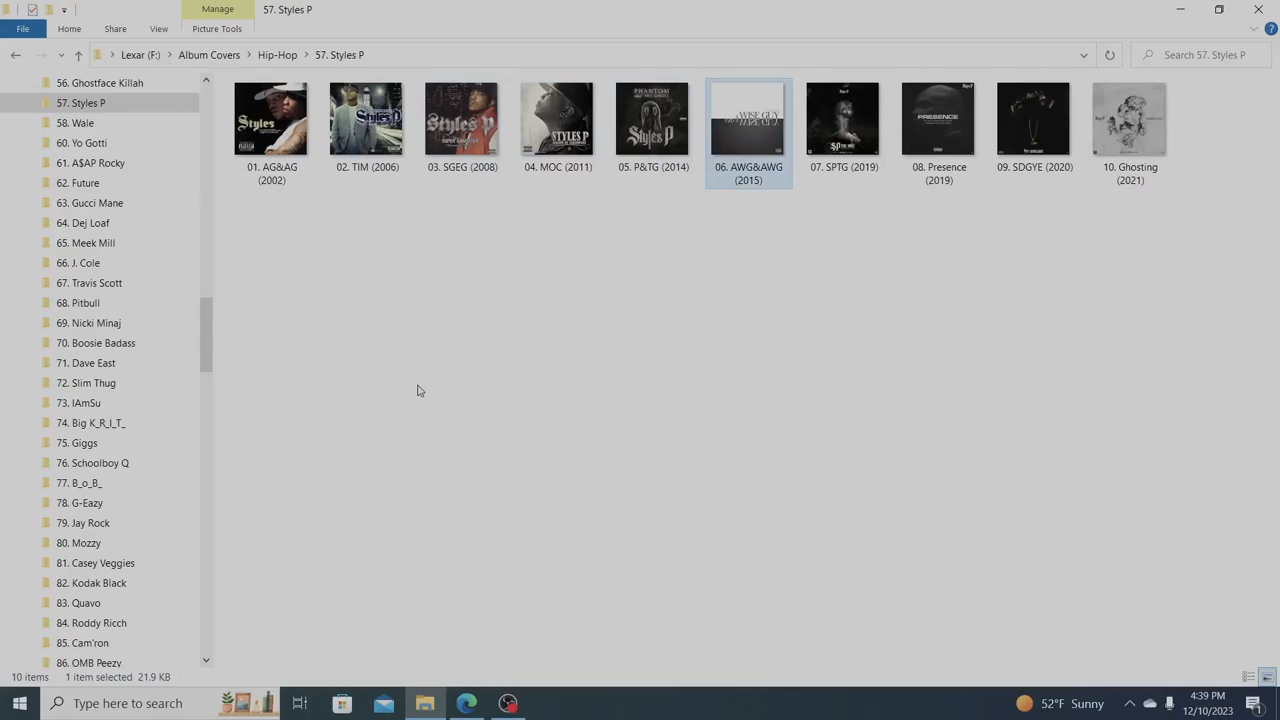 Manage
57. Styles P
File
Home
Share
View
Picture Tools
Lexar (F:)
Album Covers
Hip-Hop
57. Styles P
Search 57. Styles P
56. Ghostface Killah
57. Styles P
58. Wale
60. Yo Gotti
61. A$AP Rocky
62. Future
63. Gucci Mane
64. Dej Loaf
65. Meek Mill
66. J. Cole
67. Travis Scott
68. Pitbull
69. Nicki Minaj
70. Boosie Badass
71. Dave East
72. Slim Thug
73. IAmSu
74. Big K_R_I_T_
75. Giggs
76. Schoolboy Q
77. B_o_B_
78. G-Eazy
79. Jay Rock
80. Mozzy
81. Casey Veggies
82. Kodak Black
83. Quavo
84. Roddy Ricch
85. Cam'ron
86. OMB Peezy
Styles
Styles P
STYLES P
PHANTOM
Styles P
A WISE GUY
PRESENCE
01. AG&AG
(2002)
02. TIM (2006)
03. SGEG (2008)
04. MOC (2011)
05. P&TG (2014)
06. AWG&AWG
(2015)
07. SPTG (2019)
08. Presence
(2019)
09. SDGYE (2020)
10. Ghosting
(2021)
10 items
1 item selected 21.9 KB
Type here to search
52°F Sunny
4:39 PM
12/10/2023
1